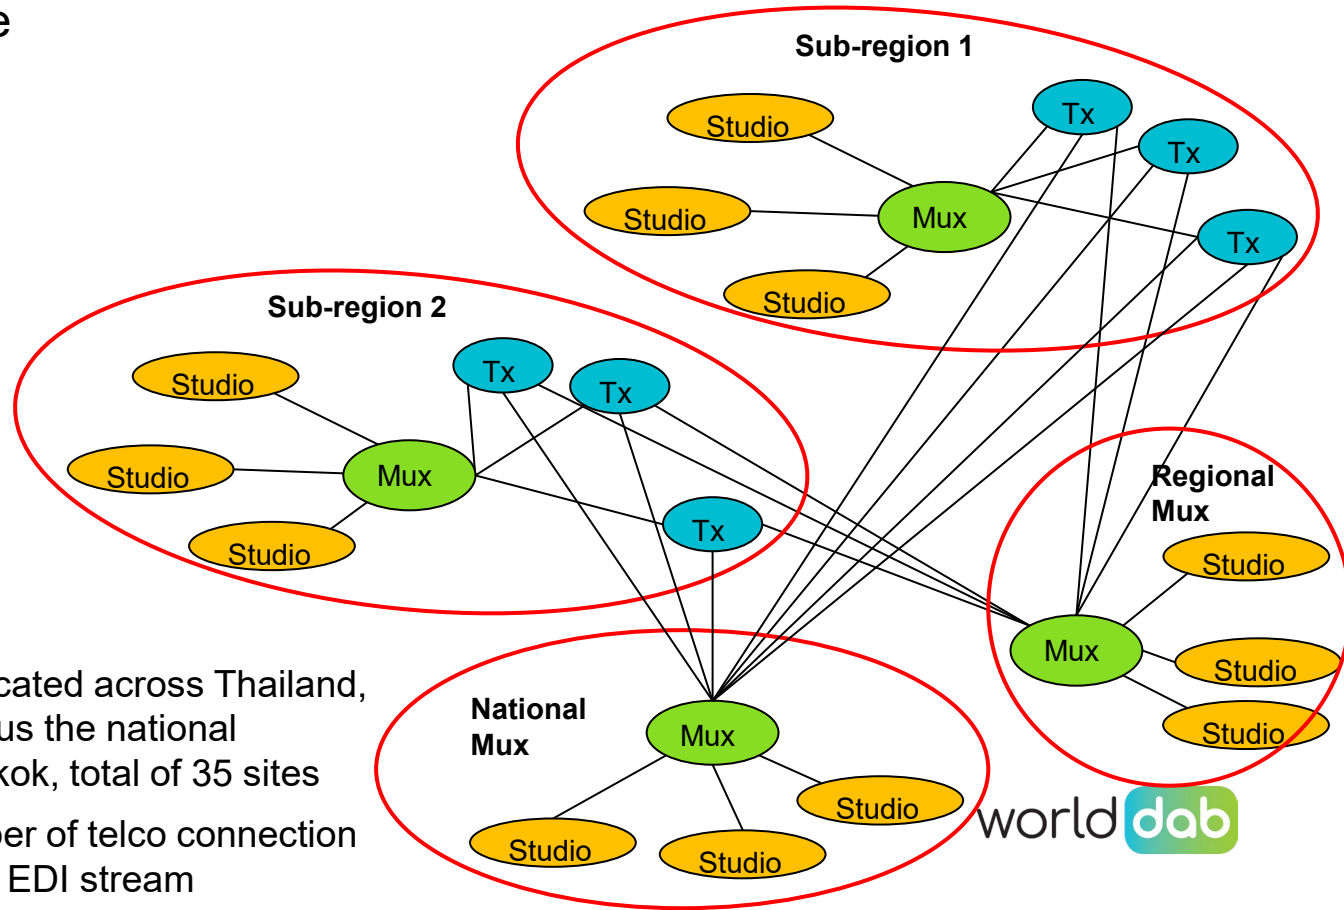 Sub-region 1
Studio
Tx
Tx
Studio
Mux
Tx
Studio
Sub-region 2
Studio
Tx
Tx
Studio
Mux
Tx
Studio
Regional
Mux
Studio
Mux
Studio
Studio
National
Mux
Mux
Studio
Studio
Studio
cated across Thailand,
us the national
kok, total of 35 sites
per of telco connection
EDI stream
world dab